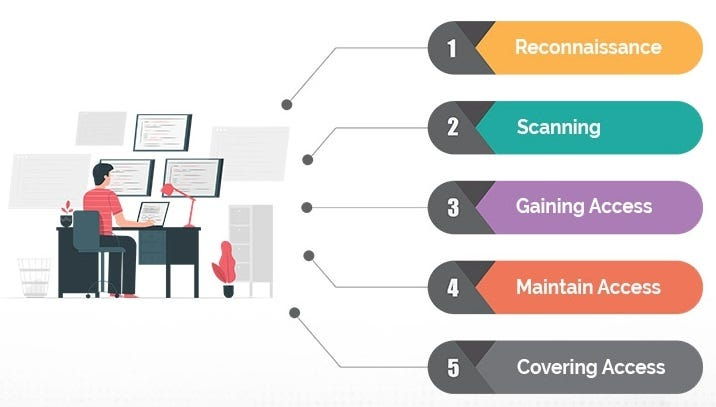 1 Reconnaissance
2 Scanning
3 Gaining Access
4 Maintain Access
5 Covering Access